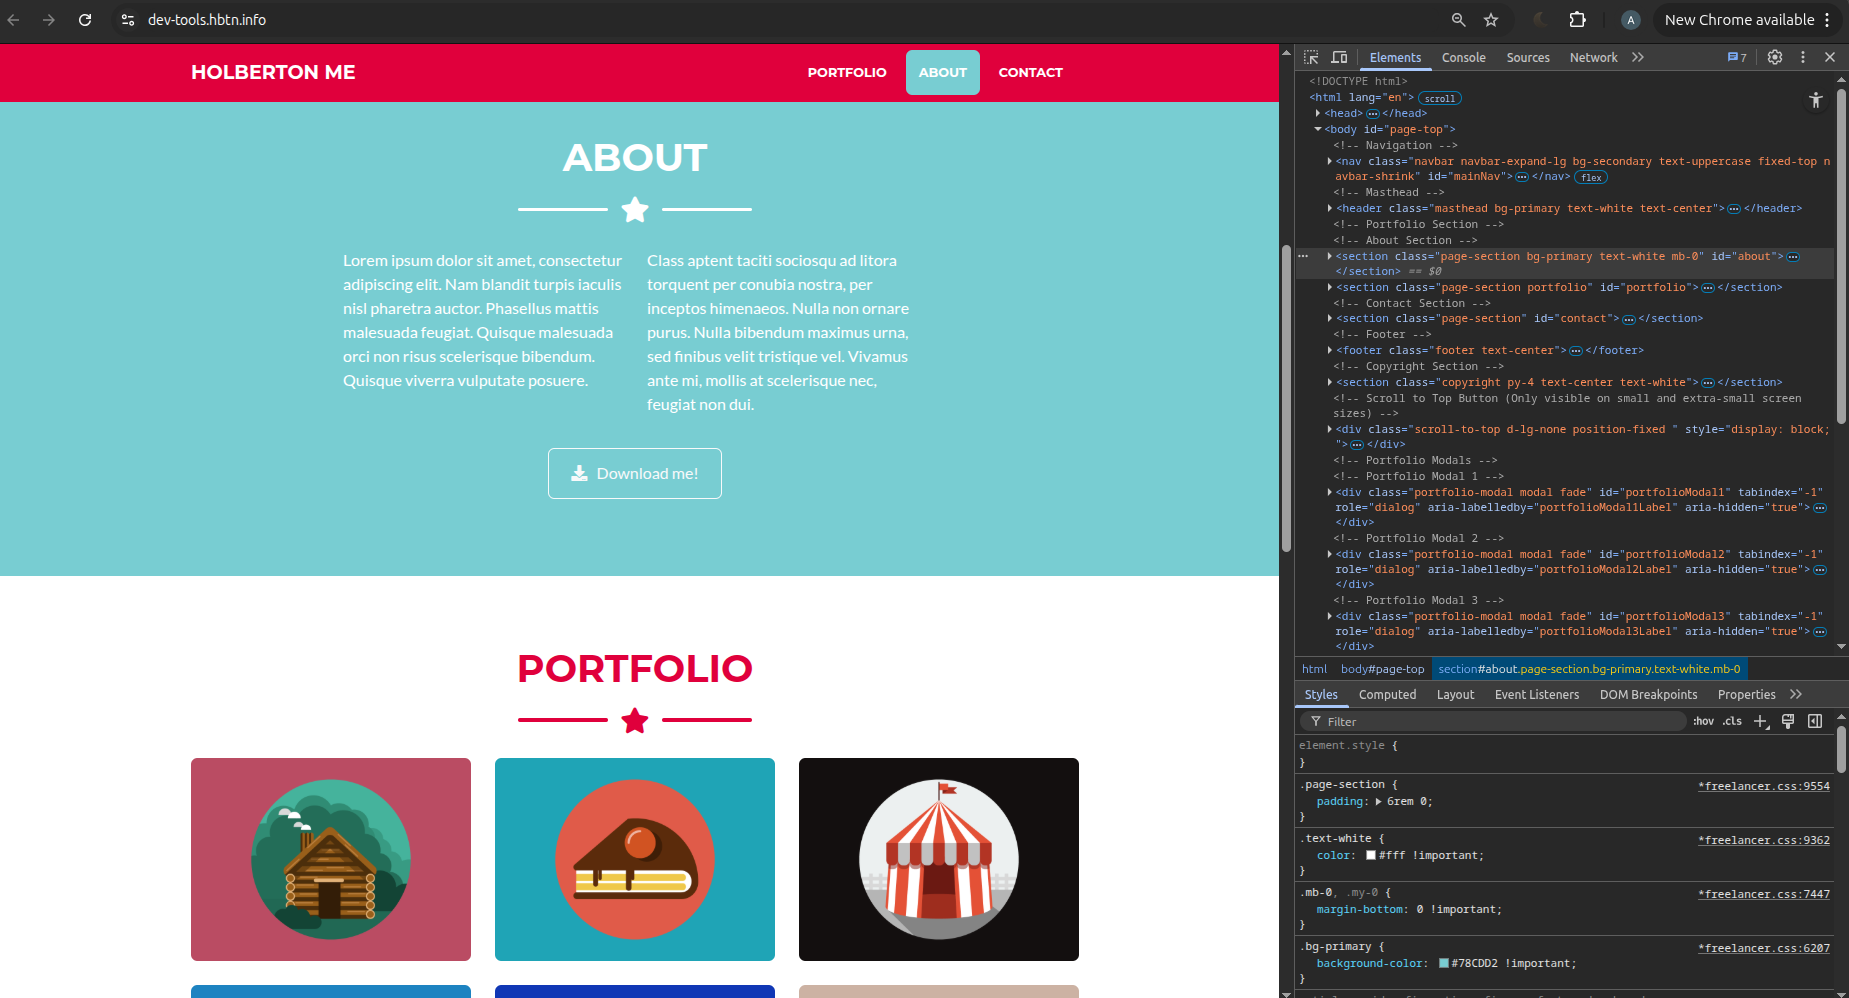 dev-tools.hbtn.info
A
New Chrome available
HOLBERTON ME
PORTFOLIO
ABOUT
CONTACT
ABOUT
Lorem ipsum dolor sit amet, consectetur
adipiscing elit. Nam blandit turpis iaculis
nisl pharetra auctor. Phasellus mattis
malesuada feugiat. Quisque malesuada
orci non risus scelerisque bibendum.
Quisque viverra vulputate posuere.
Class aptent taciti sociosqu ad litora
torquent per conubia nostra, per
inceptos himenaeos. Nulla non ornare
purus. Nulla bibendum maximus urna,
sed finibus velit tristique vel. Vivamus
ante mi, mollis at scelerisque nec,
feugiat non dui.
Download me!
PORTFOLIO
Elements
Console
Sources
Network
7
<!DOCTYPE html>
<html lang="en"> scroll
<head>…</head>
<body id="page-top">
<!-- Navigation -->
<nav class="navbar navbar-expand-lg bg-secondary text-uppercase fixed-top n
avbar-shrink" id="mainNav">…</nav> flex
<!-- Masthead -->
<header class="masthead bg-primary text-white text-center">…</header>
<!-- Portfolio Section -->
<!-- About Section -->
<section class="page-section bg-primary text-white mb-0" id="about">…
</section> == $0
<section class="page-section portfolio" id="portfolio">…</section>
<!-- Contact Section -->
<section class="page-section" id="contact">…</section>
<!-- Footer -->
<footer class="footer text-center">…</footer>
<!-- Copyright Section -->
<section class="copyright py-4 text-center text-white">…</section>
<!-- Scroll to Top Button (Only visible on small and extra-small screen
sizes) -->
<div class="scroll-to-top d-lg-none position-fixed " style="display: block;
">…</div>
<!-- Portfolio Modals -->
<!-- Portfolio Modal 1 -->
<div class="portfolio-modal modal fade" id="portfolioModal1" tabindex="-1"
role="dialog" aria-labelledby="portfolioModal1Label" aria-hidden="true">…
</div>
<!-- Portfolio Modal 2 -->
<div class="portfolio-modal modal fade" id="portfolioModal2" tabindex="-1"
role="dialog" aria-labelledby="portfolioModal2Label" aria-hidden="true">…
</div>
<!-- Portfolio Modal 3 -->
<div class="portfolio-modal modal fade" id="portfolioModal3" tabindex="-1"
role="dialog" aria-labelledby="portfolioModal3Label" aria-hidden="true">…
</div>
html body#page-top section#about.page-section.bg-primary.text-white.mb-0
Styles Computed Layout Event Listeners DOM Breakpoints Properties
Filter :hov .cls
element.style {
}
.page-section { *freelancer.css:9554
padding: 6rem 0;
}
.text-white { *freelancer.css:9362
color: #fff !important;
}
.mb-0, .my-0 { *freelancer.css:7447
margin-bottom: 0 !important;
}
.bg-primary { *freelancer.css:6207
background-color: #78CDD2 !important;
}